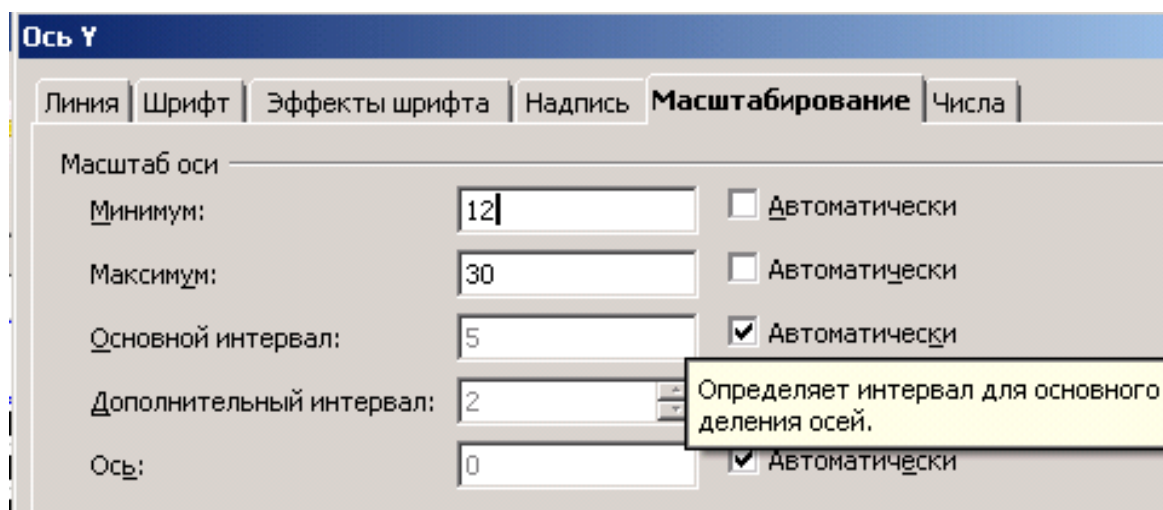 Ось Y
Линия Шрифт Эффекты шрифта Надпись Масштабирование Числа
Масштаб оси
Минимум: 12 Автоматически
Максимум: 30 Автоматически
Основной интервал: 5 Автоматически
Дополнительный интервал: 2
Определяет интервал для основного
деления осей.
Ось: 0 Автоматически